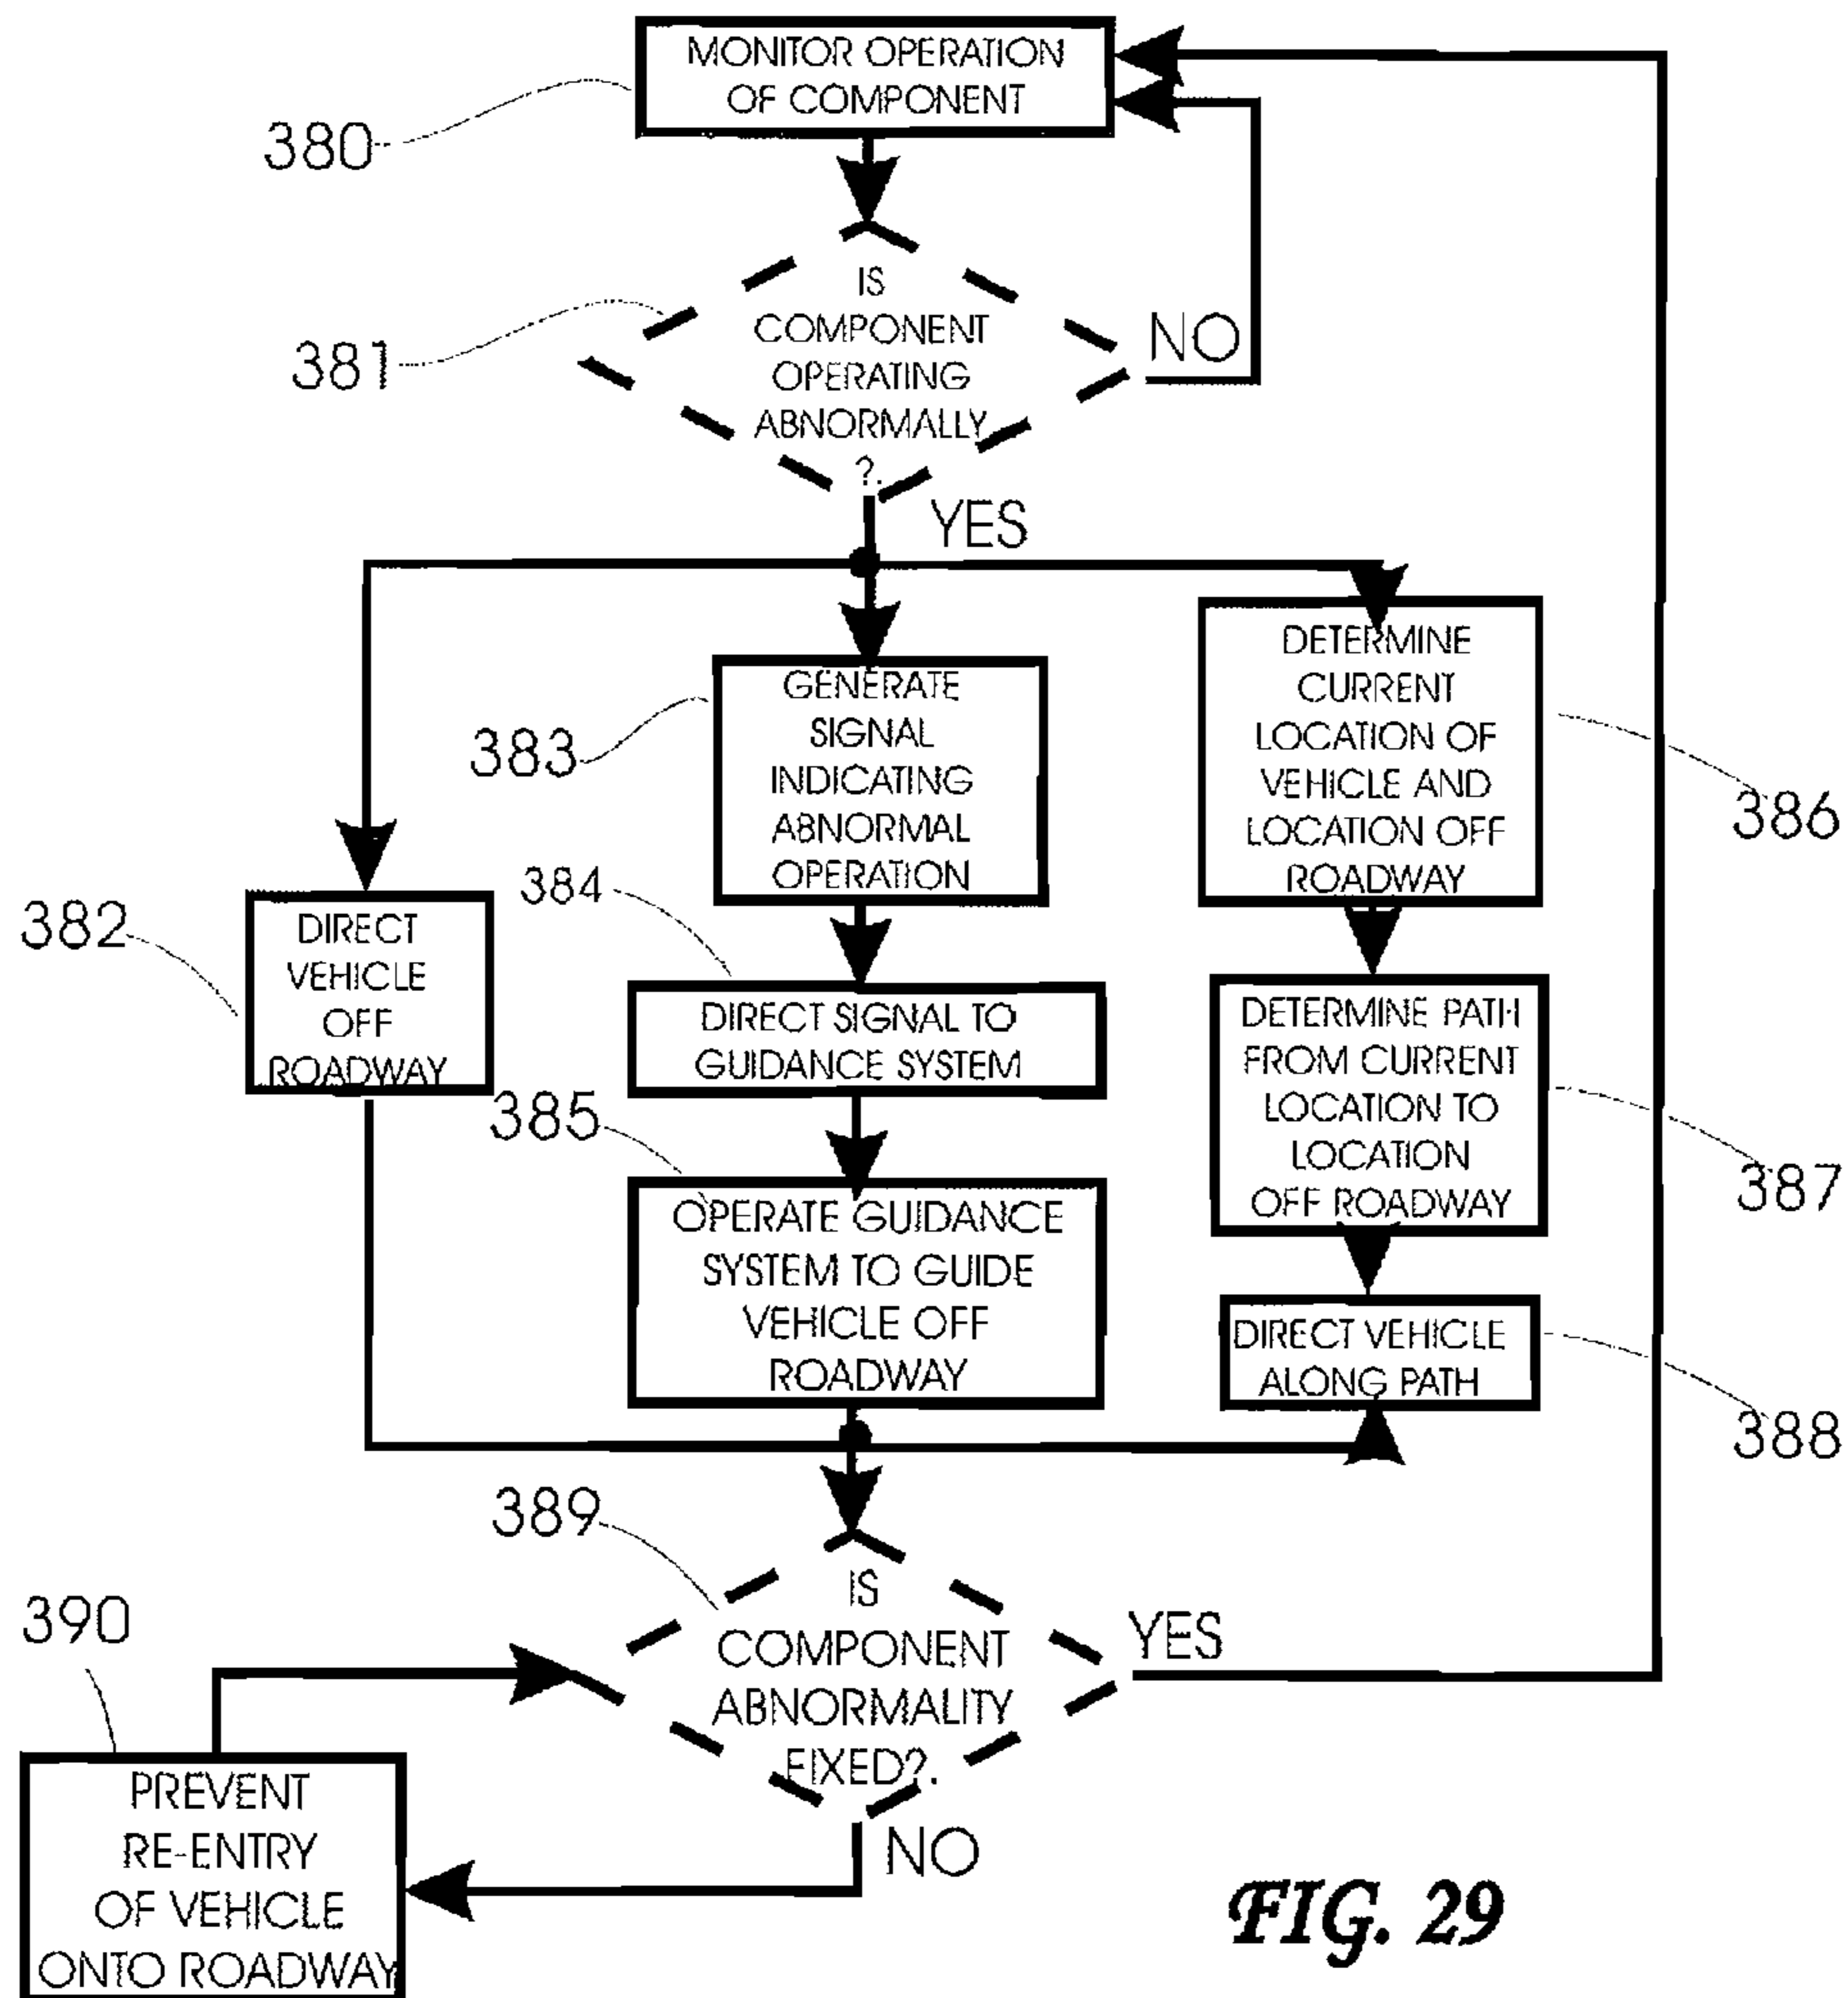 MONITOR OPERATION
OF COMPONENT
380
IS
COMPONENT
OPERATING
ABNORMALLY
?.
381
NO
YES
382
DIRECT
VEHICLE
OFF
ROADWAY
383
GENERATE
SIGNAL
INDICATING
ABNORMAL
OPERATION
384
DIRECT SIGNAL TO
GUIDANCE SYSTEM
385
OPERATE GUIDANCE
SYSTEM TO GUIDE
VEHICLE OFF
ROADWAY
DETERMINE
CURRENT
LOCATION OF
VEHICLE AND
LOCATION OFF
ROADWAY
386
DETERMINE PATH
FROM CURRENT
LOCATION TO
LOCATION
OFF ROADWAY
387
DIRECT VEHICLE
ALONG PATH
388
389
IS
COMPONENT
ABNORMALITY
FIXED?.
YES
NO
390
PREVENT
RE-ENTRY
OF VEHICLE
ONTO ROADWAY
FIG. 29